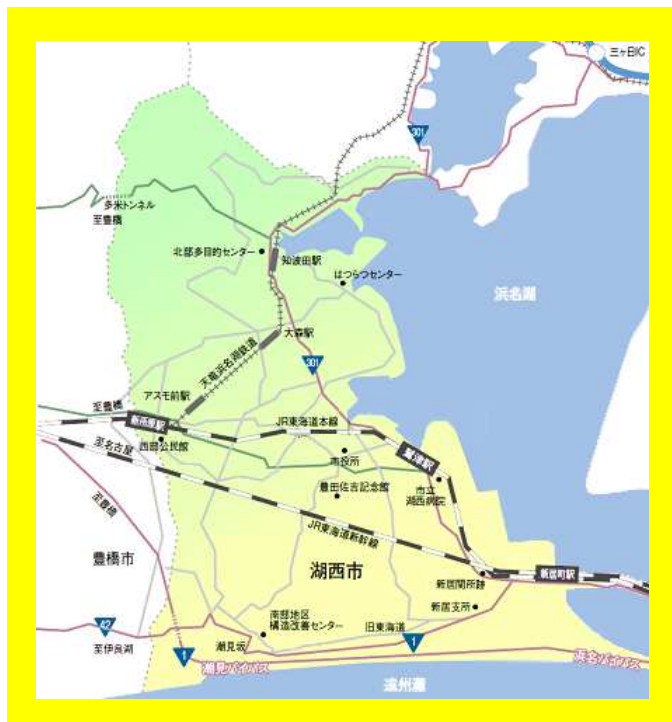 三ヶ日IC
301
多米トンネル
至豊橋
北部多目的センター
知波田駅
はつらつセンター
浜名湖
大森駅
天竜浜名湖鉄道
301
アスモ前駅
至豊橋
新所原駅
JR東海道本線
至名古屋
西部公民館
鷲津駅
市役所
市立
湖西病院
豊田佐吉記念館
至豊橋
JR東海道新幹線
豊橋市
湖西市
新居関所跡
新居町駅
新居支所
42
南部地区
構造改善センター
旧東海道
至伊良湖
潮見坂
1
1
潮見バイパス
浜名バイパス
遠州灘